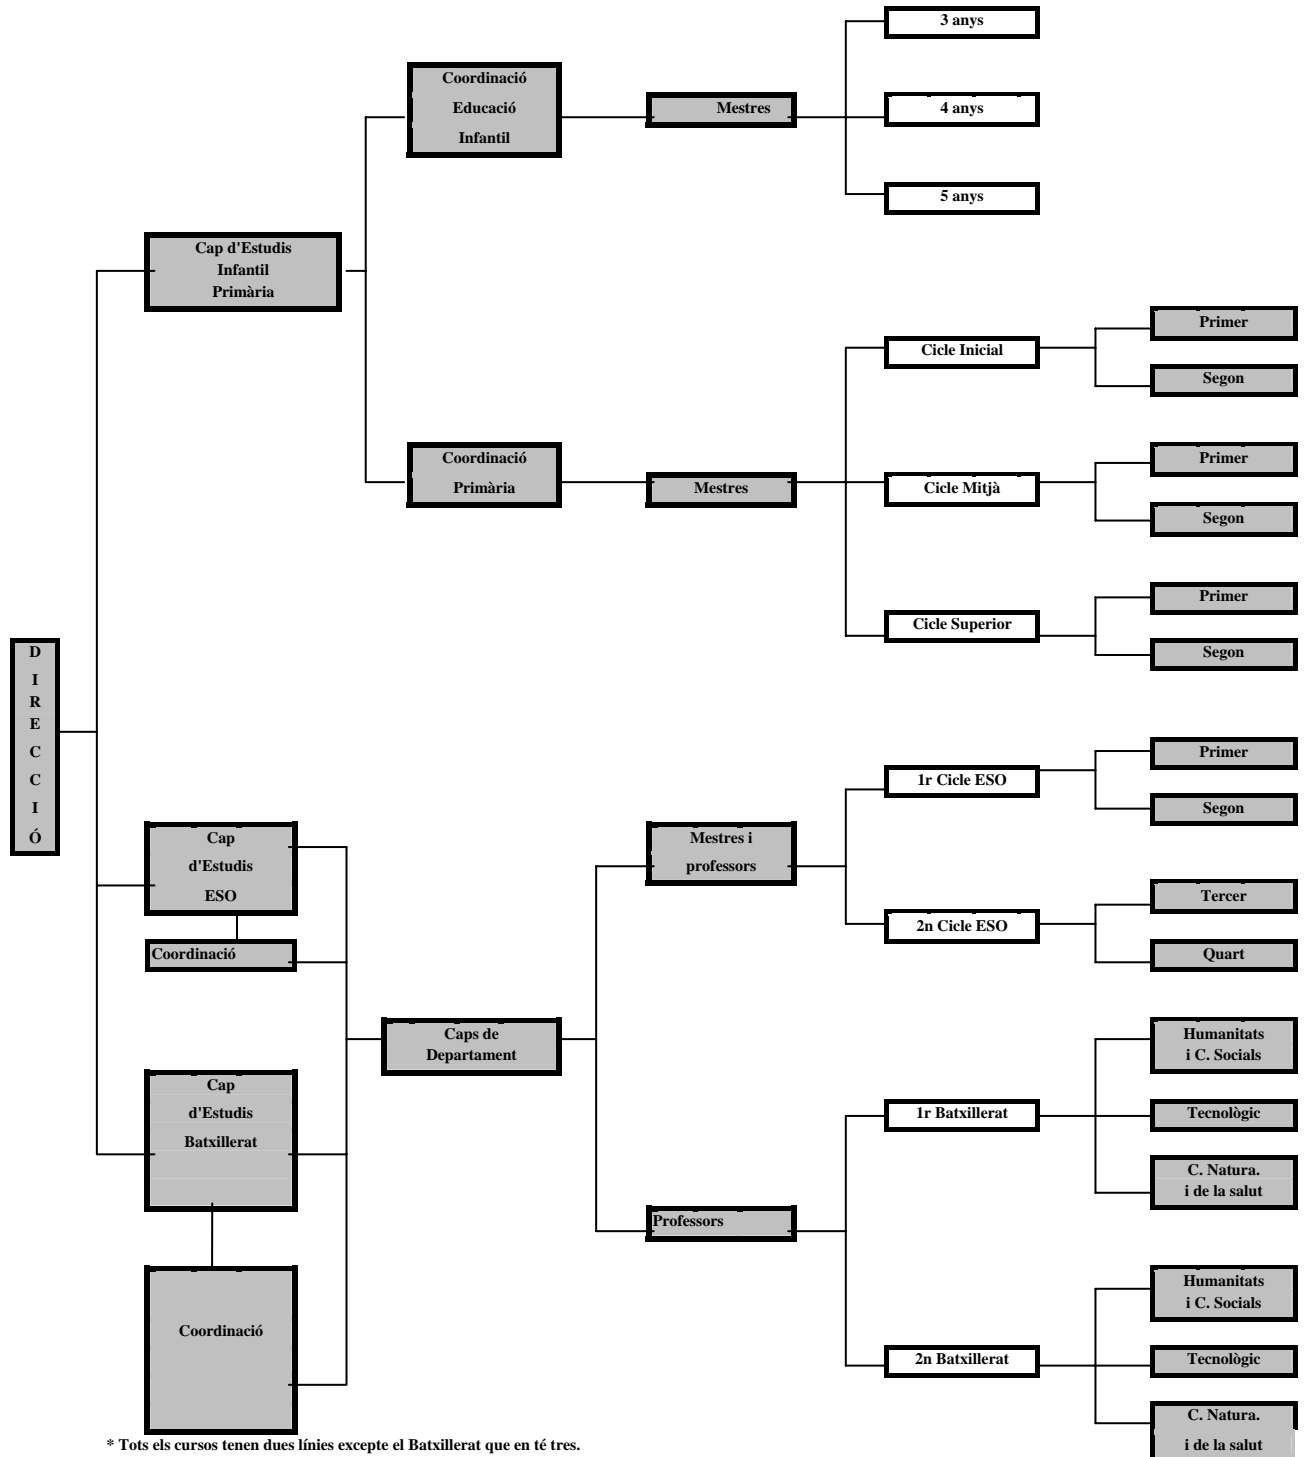 3 anys
Coordinació
Educació
Infantil
Mestres
4 anys
5 anys
Cap d'Estudis
Infantil
Primària
Cicle Inicial
Primer
Segon
Coordinació
Primària
Mestres
Cicle Mitjà
Primer
Segon
Cicle Superior
Primer
Segon
D
I
R
E
C
C
I
Ó
Cap
d'Estudis
ESO
Coordinació
Mestres i
professors
1r Cicle ESO
Primer
Segon
2n Cicle ESO
Tercer
Quart
Caps de
Departament
Cap
d'Estudis
Batxillerat
Coordinació
Professors
1r Batxillerat
Humanitats
i C. Socials
Tecnològic
C. Natura.
i de la salut
2n Batxillerat
Humanitats
i C. Socials
Tecnològic
C. Natura.
i de la salut
* Tots els cursos tenen dues línies excepte el Batxillerat que en té tres.